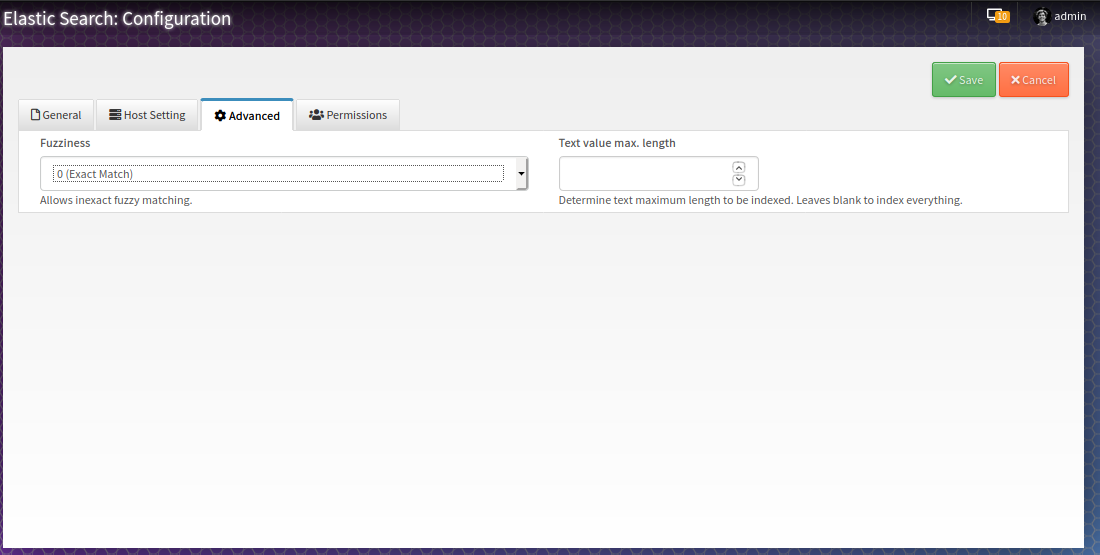 Elastic Search: Configuration
10 admin
Save Cancel
General Host Setting Advanced Permissions
Fuzziness Text value max. length
0 (Exact Match)
Allows inexact fuzzy matching. Determine text maximum length to be indexed. Leaves blank to index everything.